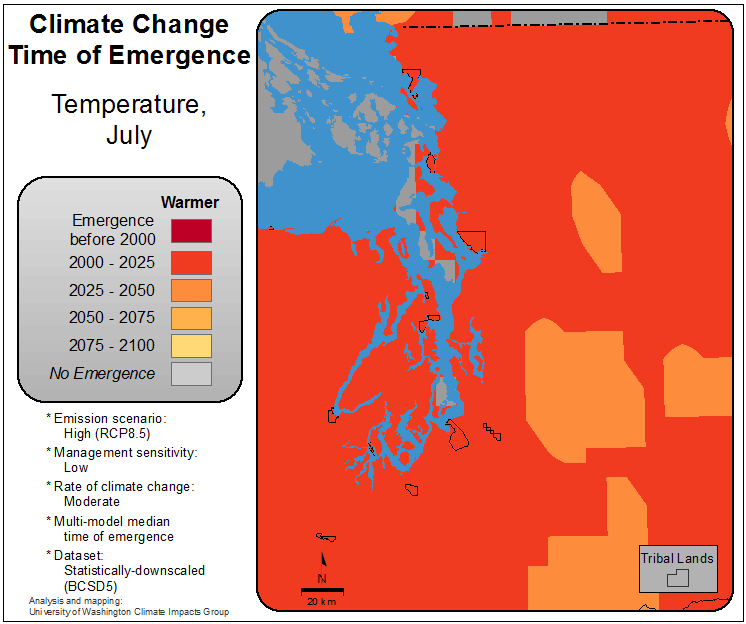 Climate Change
Time of Emergence
Temperature,
July
Warmer
Emergence
before 2000
2000 - 2025
2025 - 2050
2050 - 2075
2075 - 2100
No Emergence
* Emission scenario:
High (RCP8.5)
* Management sensitivity:
Low
* Rate of climate change:
Moderate
* Multi-model median
time of emergence
* Dataset:
Statistically-downscaled
(BCSD5)
Analysis and mapping:
University of Washington Climate Impacts Group
N
20 km
Tribal Lands